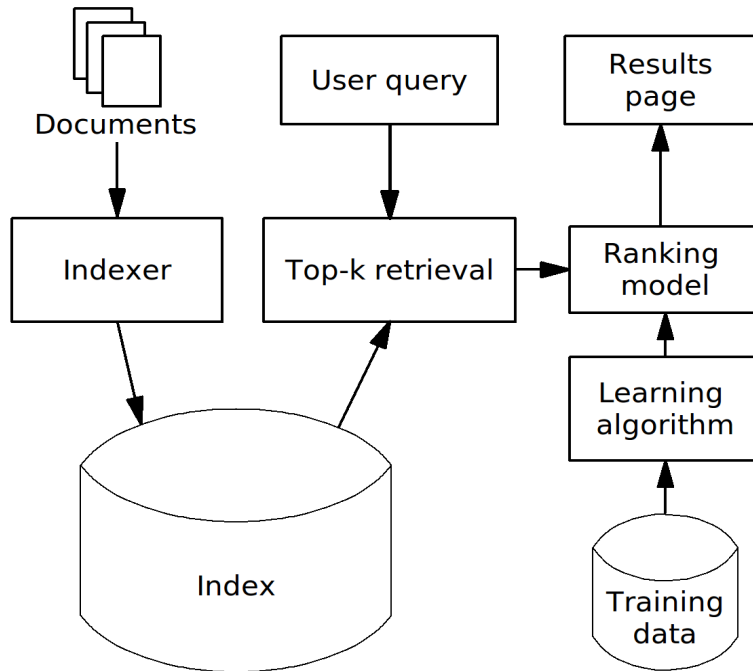 Documents
User query
Results
page
Indexer
Top-k retrieval
Ranking
model
Learning
algorithm
Index
Training
data